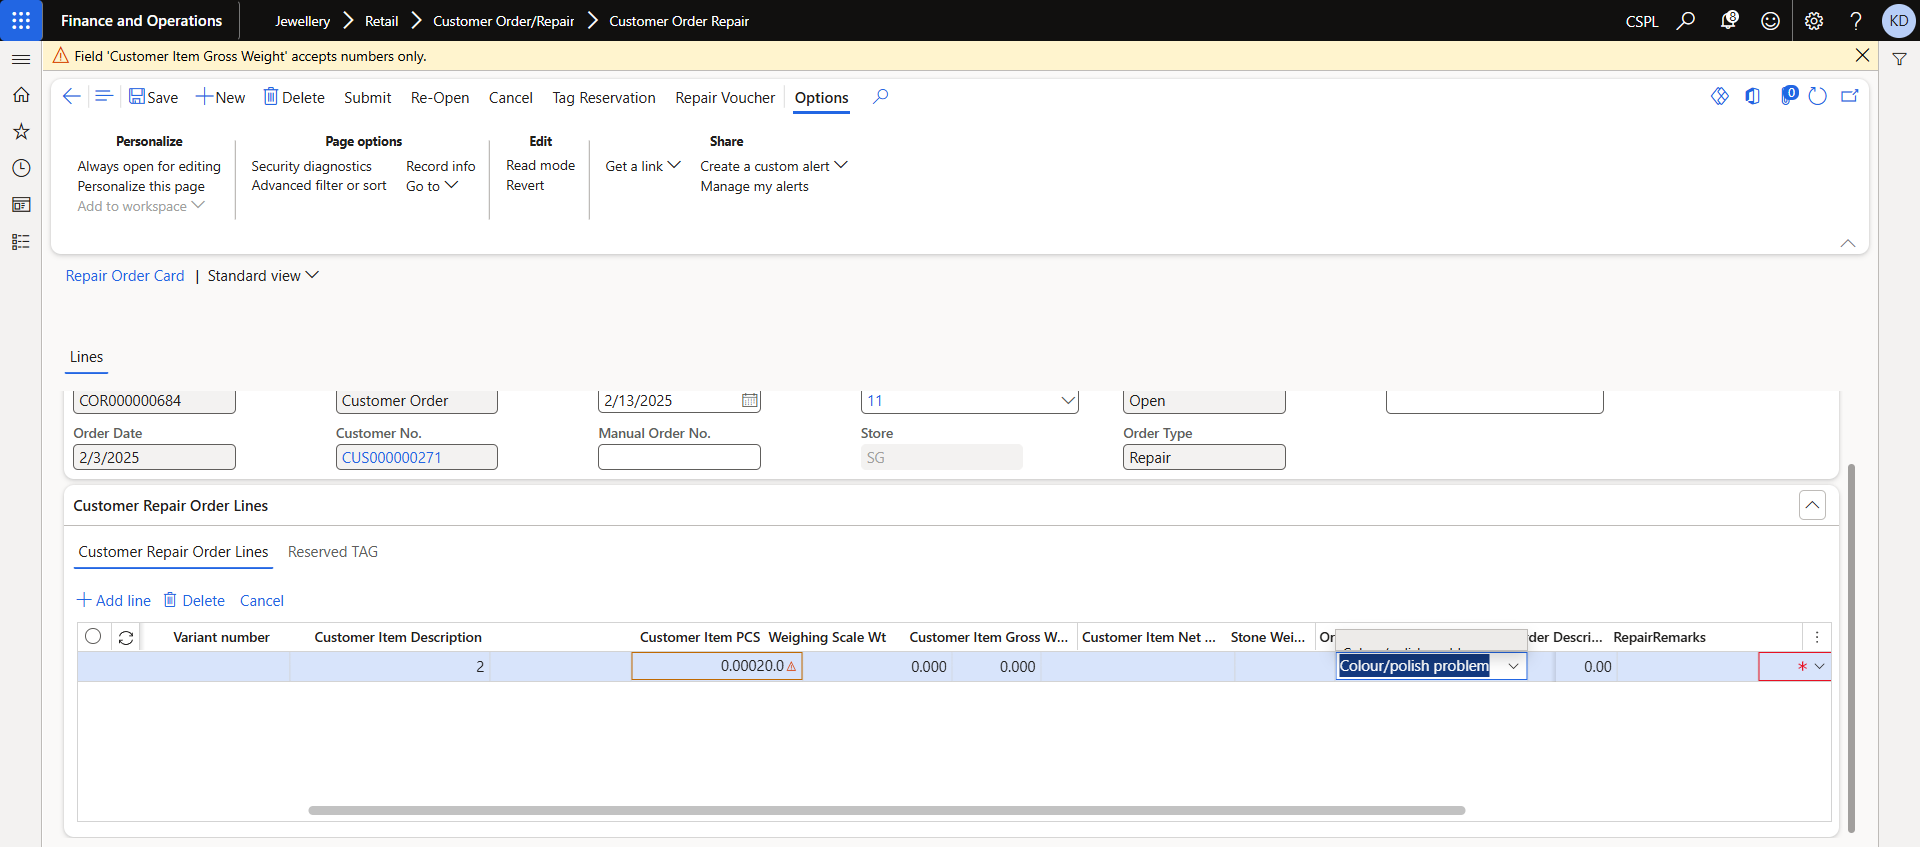 Finance and Operations
Jewellery > Retail > Customer Order/Repair > Customer Order Repair
CSPL
8
KD
Field 'Customer Item Gross Weight' accepts numbers only.
Save New Delete Submit Re-Open Cancel Tag Reservation Repair Voucher Options
0
Personalize
Always open for editing
Personalize this page
Add to workspace
Page options
Security diagnostics Record info
Advanced filter or sort Go to
Edit
Read mode
Revert
Share
Get a link Create a custom alert
Manage my alerts
Repair Order Card | Standard view
Lines
COR000000684 Customer Order 2/13/2025 11 Open
Order Date Customer No. Manual Order No. Store Order Type
2/3/2025 CUS000000271 SG Repair
Customer Repair Order Lines
Customer Repair Order Lines Reserved TAG
Add line Delete Cancel
Variant number Customer Item Description Customer Item PCS Weighing Scale Wt Customer Item Gross W... Customer Item Net ... Stone Wei... Or der Descri... RepairRemarks
2 0.00020.0 0.000 0.000 Colour/polish problem 0.00 *